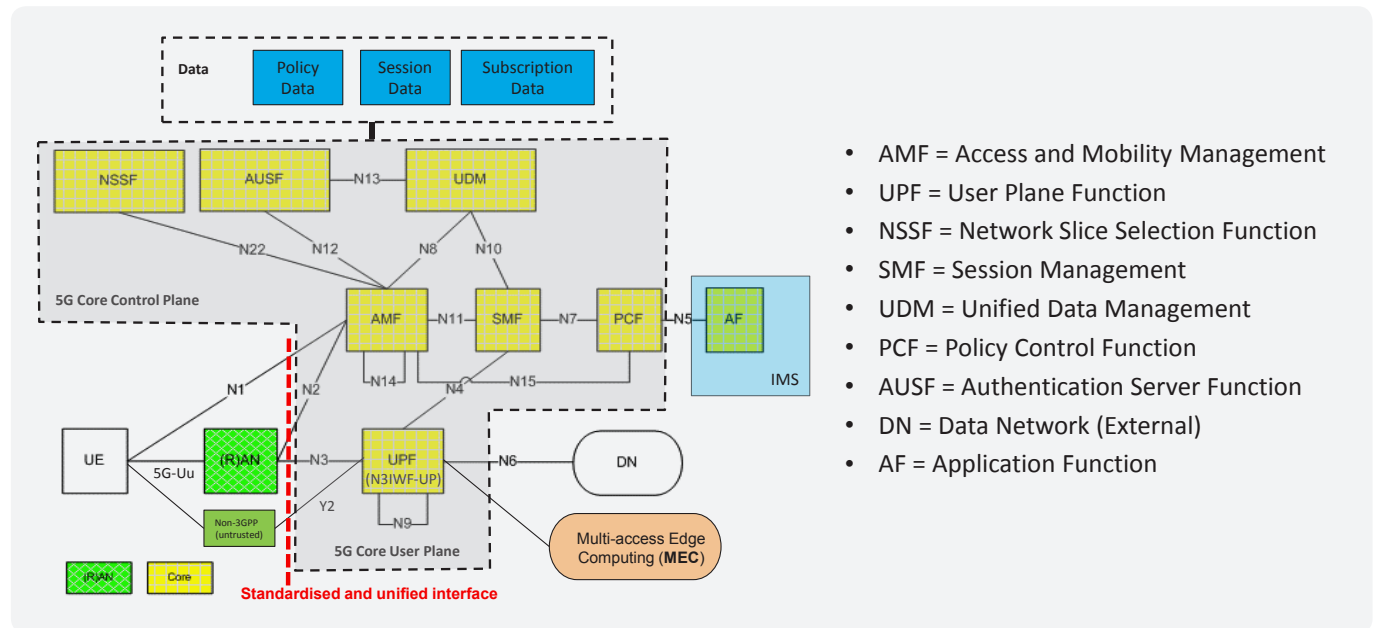 Data
Policy
Data
Session
Data
Subscription
Data
NSSF
AUSF
N13
UDM
N22
N12
N8
N10
5G Core Control Plane
AMF
N11
SMF
N7
PCF
N5
AF
IMS
N14
N15
N4
N1
N2
UE
5G-Uu
(R)AN
N3
UPF
(N3IWF-UP)
N6
DN
Y2
Non-3GPP
(untrusted)
N9
5G Core User Plane
Multi-access Edge
Computing (MEC)
(R)AN
Core
Standardised and unified interface
• AMF = Access and Mobility Management
• UPF = User Plane Function
• NSSF = Network Slice Selection Function
• SMF = Session Management
• UDM = Unified Data Management
• PCF = Policy Control Function
• AUSF = Authentication Server Function
• DN = Data Network (External)
• AF = Application Function